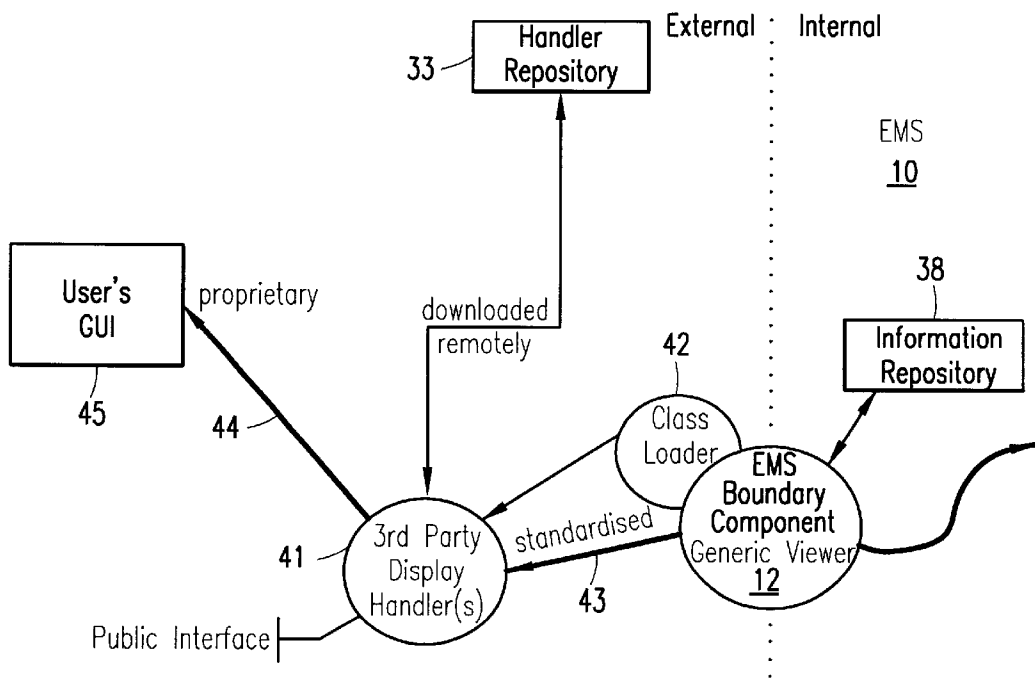 External
Internal
Handler
Repository
33
EMS
10
User's
GUI
45
proprietary
downloaded
remotely
38
Information
Repository
42
Class
Loader
44
EMS
Boundary
Component
Generic Viewer
12
standardised
43
41
3rd Party
Display
Handler(s)
Public Interface